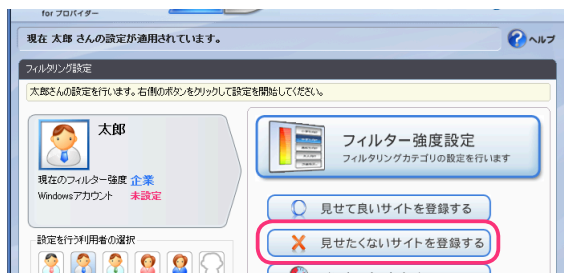 for プロバイダー
現在 太郎 さんの設定が適用されています。
ヘルプ
フィルタリング設定
太郎さんの設定を行います。右側のボタンをクリックして設定を開始してください。
太郎
現在のフィルター強度 企業
Windowsアカウント 未設定
設定を行う利用者の選択
フィルター強度設定
フィルタリングカテゴリの設定を行います
見せて良いサイトを登録する
見せたくないサイトを登録する